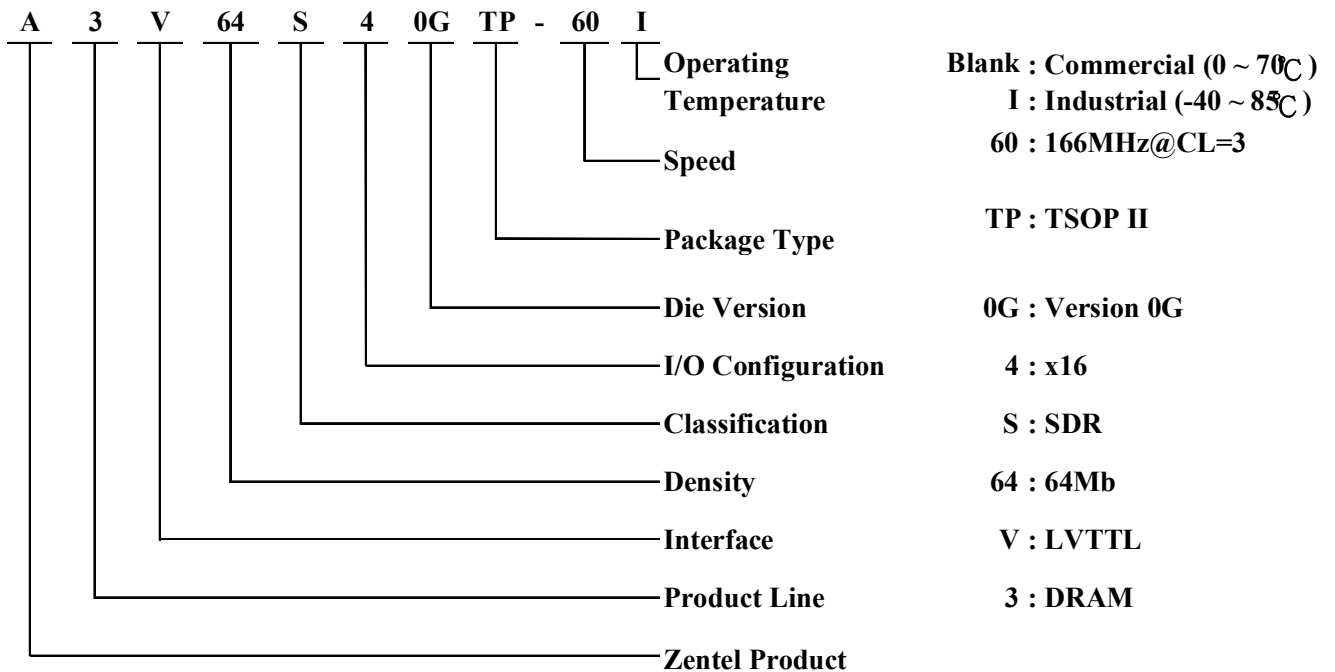 A 3 V 64 S 4 0G TP - 60 I
Operating Temperature
Blank : Commercial (0 ~ 70℃)
I : Industrial (-40 ~ 85℃)
Speed
60 : 166MHz@CL=3
Package Type
TP : TSOP II
Die Version
0G : Version 0G
I/O Configuration
4 : x16
Classification
S : SDR
Density
64 : 64Mb
Interface
V : LVTTL
Product Line
3 : DRAM
Zentel Product